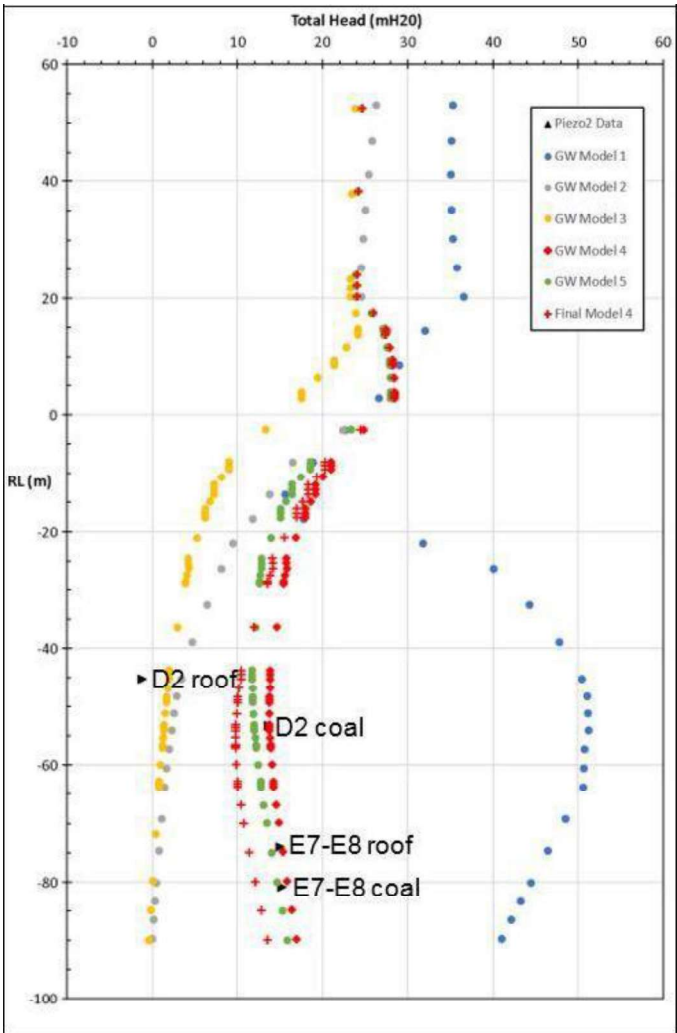 Total Head (mH20)
-10 0 10 20 30 40 50 60
60
40
20
0
-20
-40
-60
-80
-100
RL (m)
Piezo2 Data
GW Model 1
GW Model 2
GW Model 3
GW Model 4
GW Model 5
Final Model 4
D2 roof
D2 coal
E7-E8 roof
E7-E8 coal